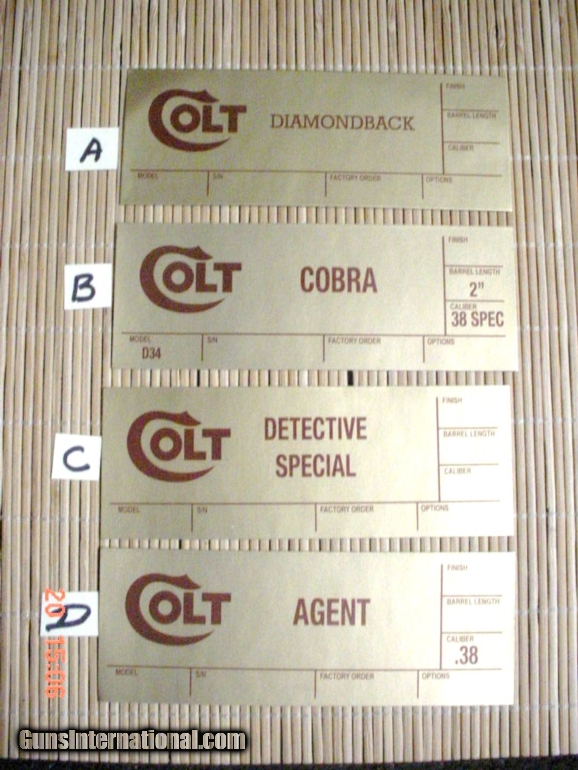 A
COLT DIAMONDBACK
FINISH
BARREL LENGTH
CALIBER
MODEL S/N FACTORY ORDER OPTIONS
B
COLT COBRA
FINISH
BARREL LENGTH
2"
CALIBER
38 SPEC
MODEL S/N FACTORY ORDER OPTIONS
D34
C
COLT DETECTIVE
SPECIAL
FINISH
BARREL LENGTH
CALIBER
MODEL S/N FACTORY ORDER OPTIONS
D
COLT AGENT
FINISH
BARREL LENGTH
CALIBER
.38
MODEL S/N FACTORY ORDER OPTIONS
GunsInternational.com